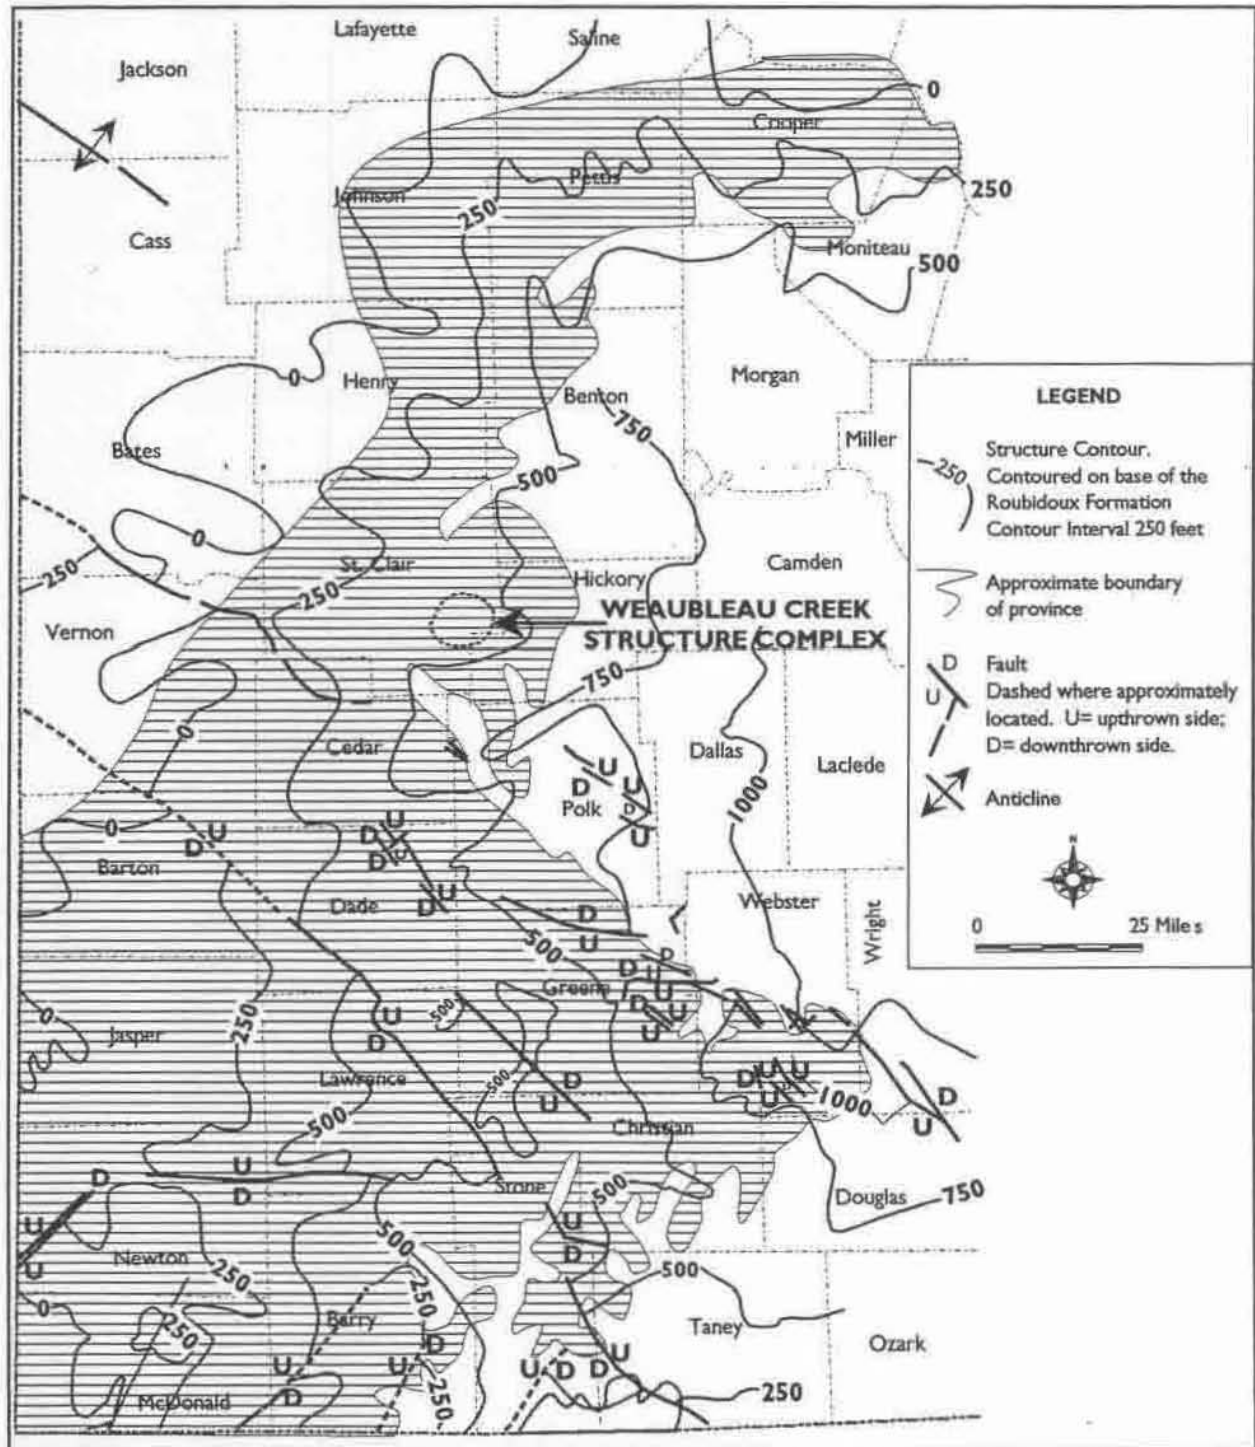 Lafayette
Saline
Jackson
0
Cooper
Pettis
Johnson
250
250
Cass
Moniteau
500
0
Henry
Morgan
Benton
750
Miller
Bates
500
0
250
St. Clair
250
Hickory
Camden
Vernon
WEAUBLEAU CREEK
STRUCTURE COMPLEX
750
0
Cedar
Dallas
Laclede
U
D
U
D
Polk
U
1000
0
U
D
Barton
U
D
U
D
U
D
Dade
Webster
Wright
D
U
500
D
D
U
Greene
U
D
U
U
500
0
Jasper
250
U
D
Lawrence
500
D
U
D
U
U
D
U
1000
D
U
500
Christian
U
D
D
Stone
500
Douglas
750
U
U
D
U
Newton
500
250
500
250
0
250
Barry
Taney
Ozark
U
D
U
D
U
D
D
U
250
250
McDonald
LEGEND
250
Structure Contour.
Contoured on base of the
Roubidoux Formation
Contour Interval 250 feet
Approximate boundary
of province
D
U
Fault
Dashed where approximately
located. U= upthrown side;
D= downthrown side.
Anticline
N
0 25 Miles